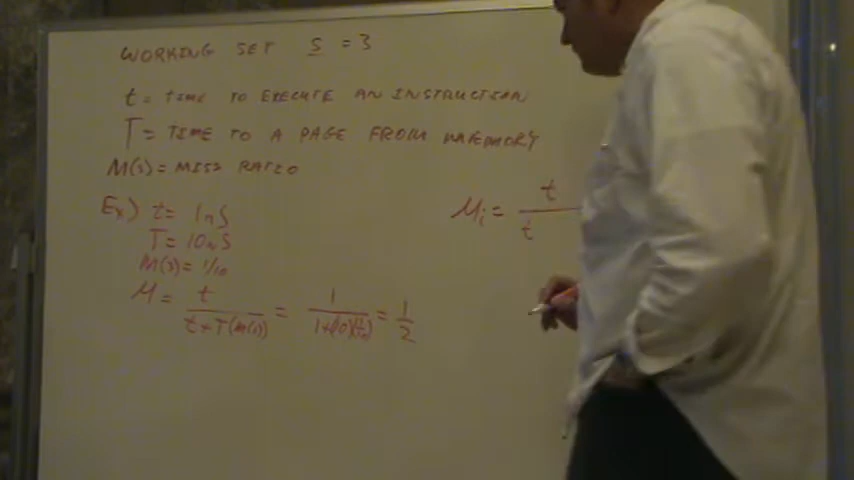 WORKING SET S = 3
t = TIME TO EXECUTE AN INSTRUCTION
T = TIME TO A PAGE FROM MEMORY
M(s) = MISS RATIO
Ex) t = 1nS
T = 10nS
M(s) = 1/10
μ = t / t + T(M(s)) = 1 / 1+(10)(1/10) = 1/2
μi = t / t